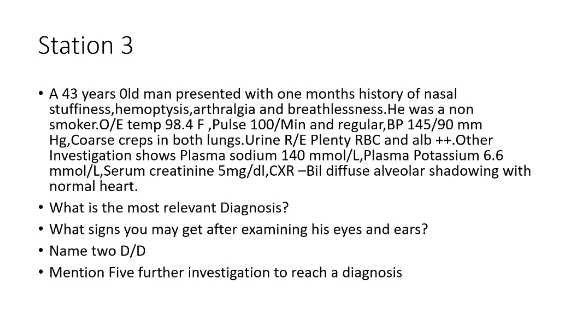 Station 3
• A 43 years 0ld man presented with one months history of nasal
stuffiness,hemoptysis,arthralgia and breathlessness.He was a non
smoker.O/E temp 98.4 F ,Pulse 100/Min and regular,BP 145/90 mm
Hg,Coarse creps in both lungs.Urine R/E Plenty RBC and alb ++.Other
Investigation shows Plasma sodium 140 mmol/L,Plasma Potassium 6.6
mmol/L,Serum creatinine 5mg/dl,CXR –Bil diffuse alveolar shadowing with
normal heart.
• What is the most relevant Diagnosis?
• What signs you may get after examining his eyes and ears?
• Name two D/D
• Mention Five further investigation to reach a diagnosis